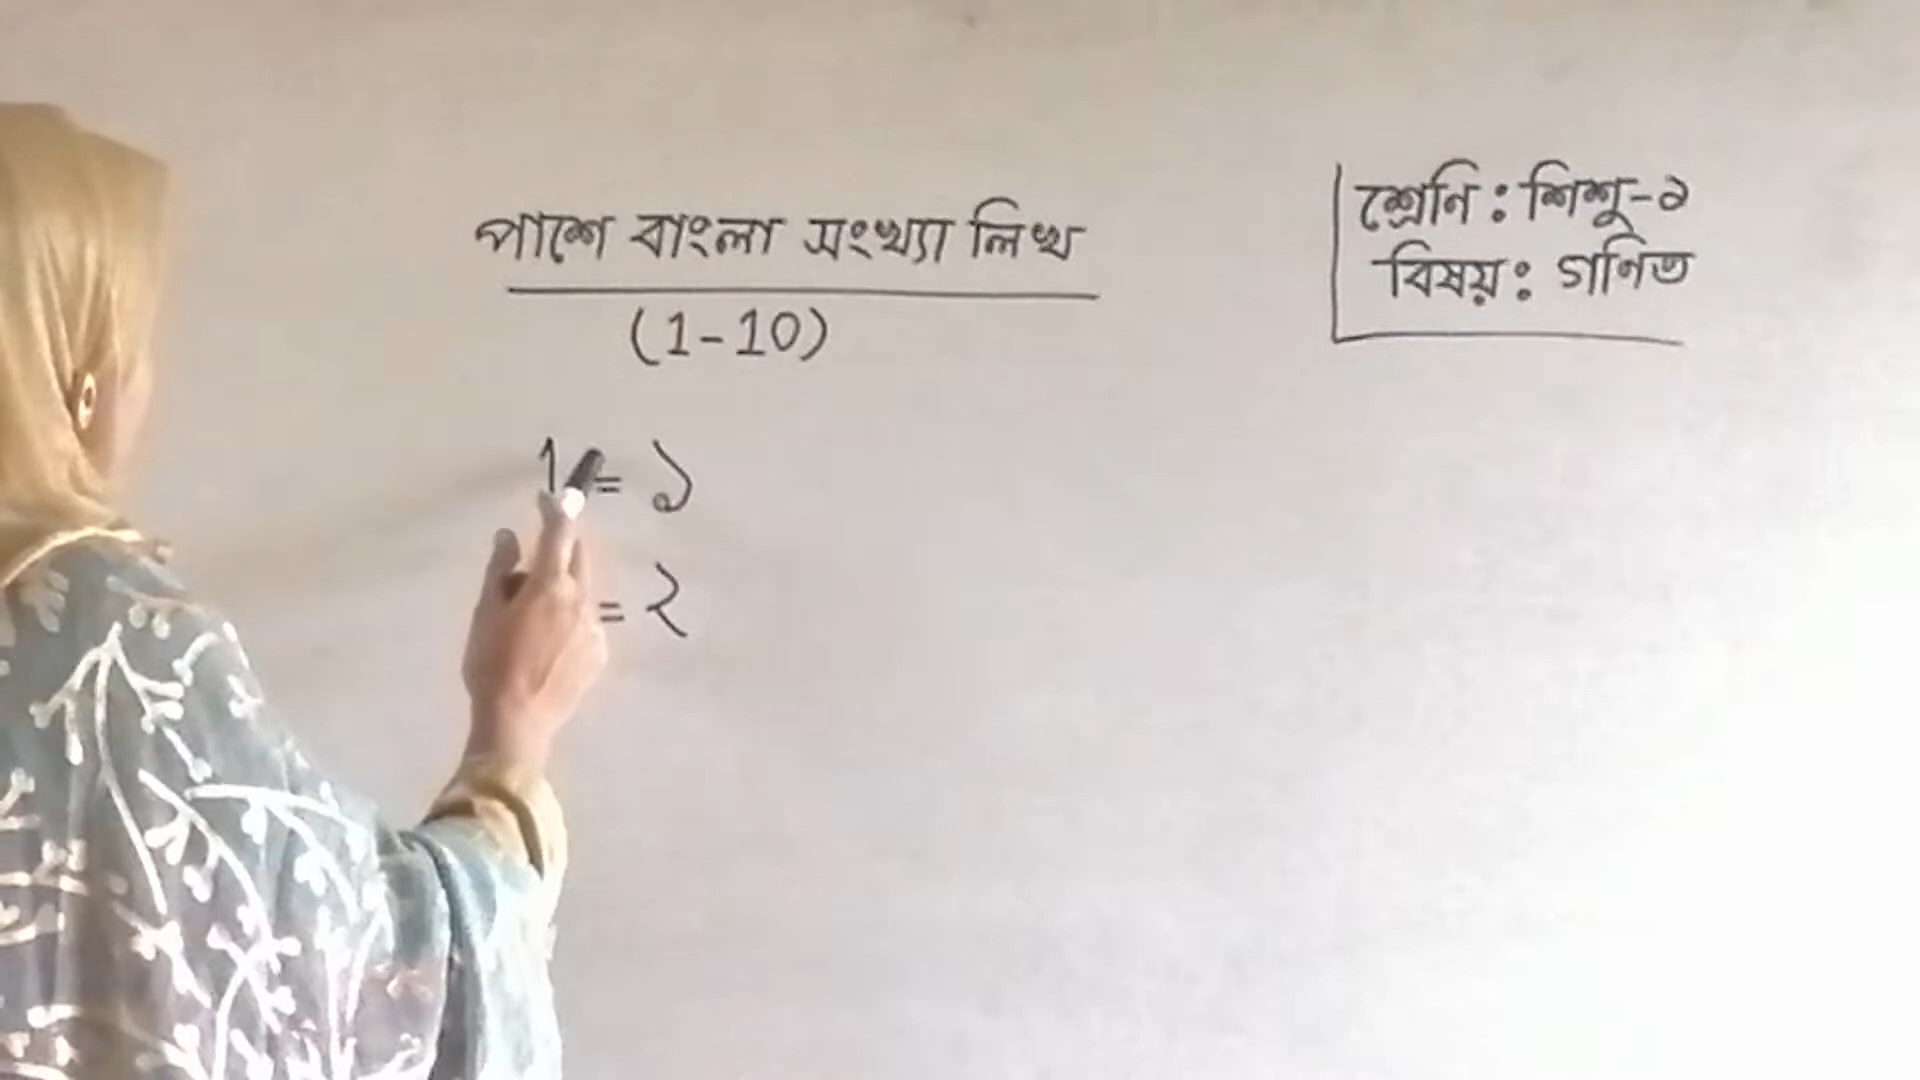 পাশে বাংলা সংখ্যা লিখ
(1-10)
শ্রেনি : শিশু-১
বিষয় : গনিত
1 = ১
= ২